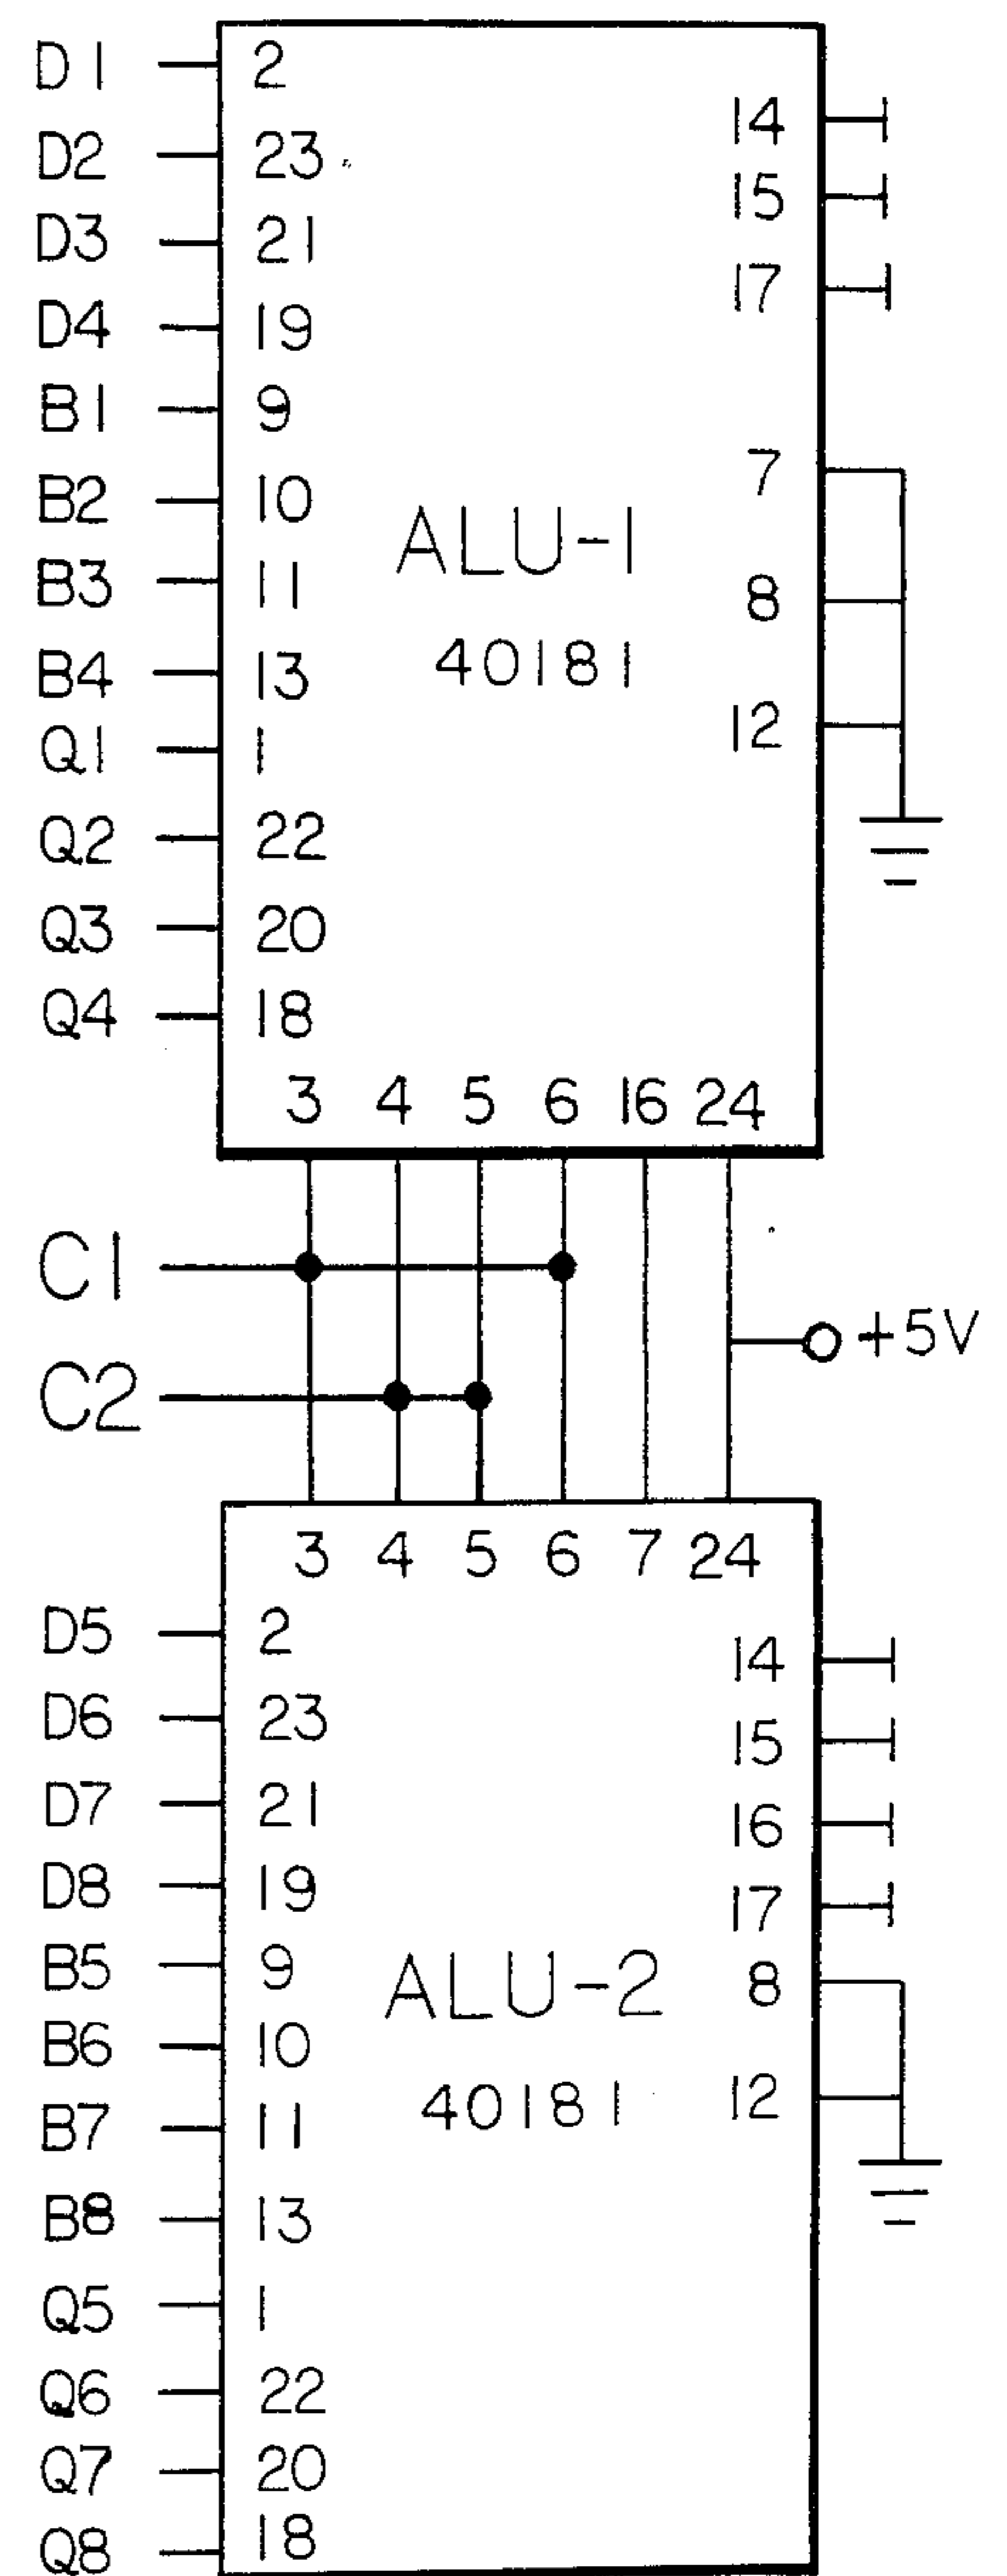 D1 2
14
D2 23
15
D3 21
17
D4 19
B1 9
7
B2 10
ALU-1
B3 11
8
40181
B4 13
12
Q1 1
Q2 22
Q3 20
Q4 18
3 4 5 6 16 24
C1
+5V
C2
3 4 5 6 7 24
D5 2
14
D6 23
15
D7 21
16
D8 19
17
B5 9
ALU-2
8
B6 10
40181
12
B7 11
B8 13
Q5 1
Q6 22
Q7 20
Q8 18